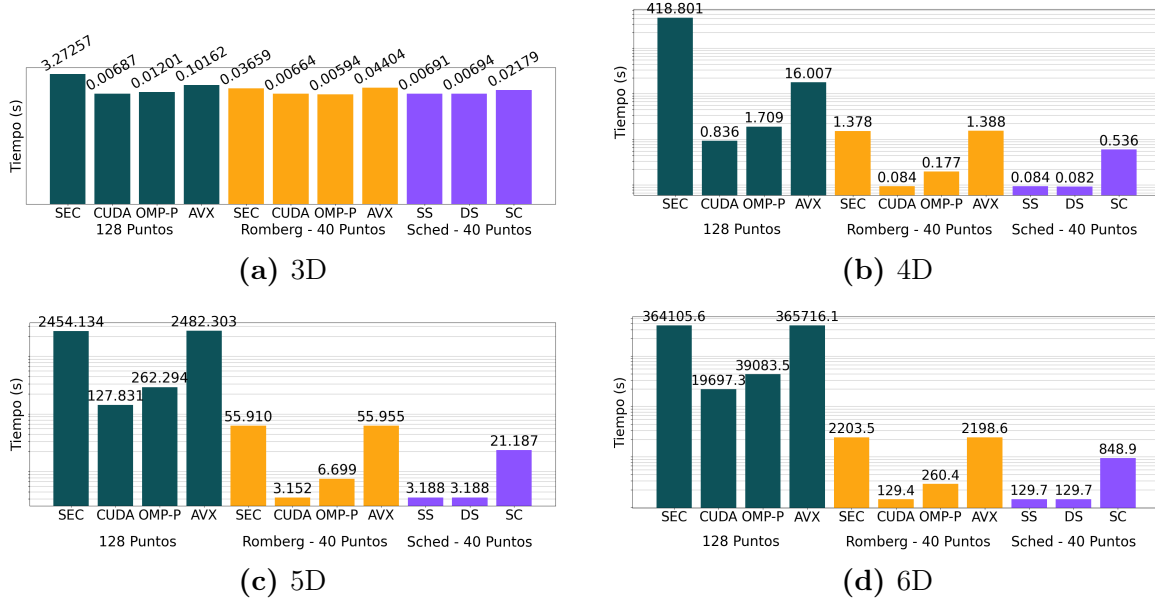 3.27257 0.00687 0.01201 0.10162 0.03659 0.00664 0.00594 0.04404 0.00691 0.00694 0.02179
Tiempo (s)
SEC CUDA OMP-P AVX SEC CUDA OMP-P AVX SS DS SC
128 Puntos Romberg - 40 Puntos Sched - 40 Puntos
(a) 3D
418.801 0.836 1.709 16.007 1.378 0.084 0.177 1.388 0.084 0.082 0.536
Tiempo (s)
SEC CUDA OMP-P AVX SEC CUDA OMP-P AVX SS DS SC
128 Puntos Romberg - 40 Puntos Sched - 40 Puntos
(b) 4D
2454.134 127.831 262.294 2482.303 55.910 3.152 6.699 55.955 3.188 3.188 21.187
Tiempo (s)
SEC CUDA OMP-P AVX SEC CUDA OMP-P AVX SS DS SC
128 Puntos Romberg - 40 Puntos Sched - 40 Puntos
(c) 5D
364105.6 19697.3 39083.5 365716.1 2203.5 129.4 260.4 2198.6 129.7 129.7 848.9
Tiempo (s)
SEC CUDA OMP-P AVX SEC CUDA OMP-P AVX SS DS SC
128 Puntos Romberg - 40 Puntos Sched - 40 Puntos
(d) 6D